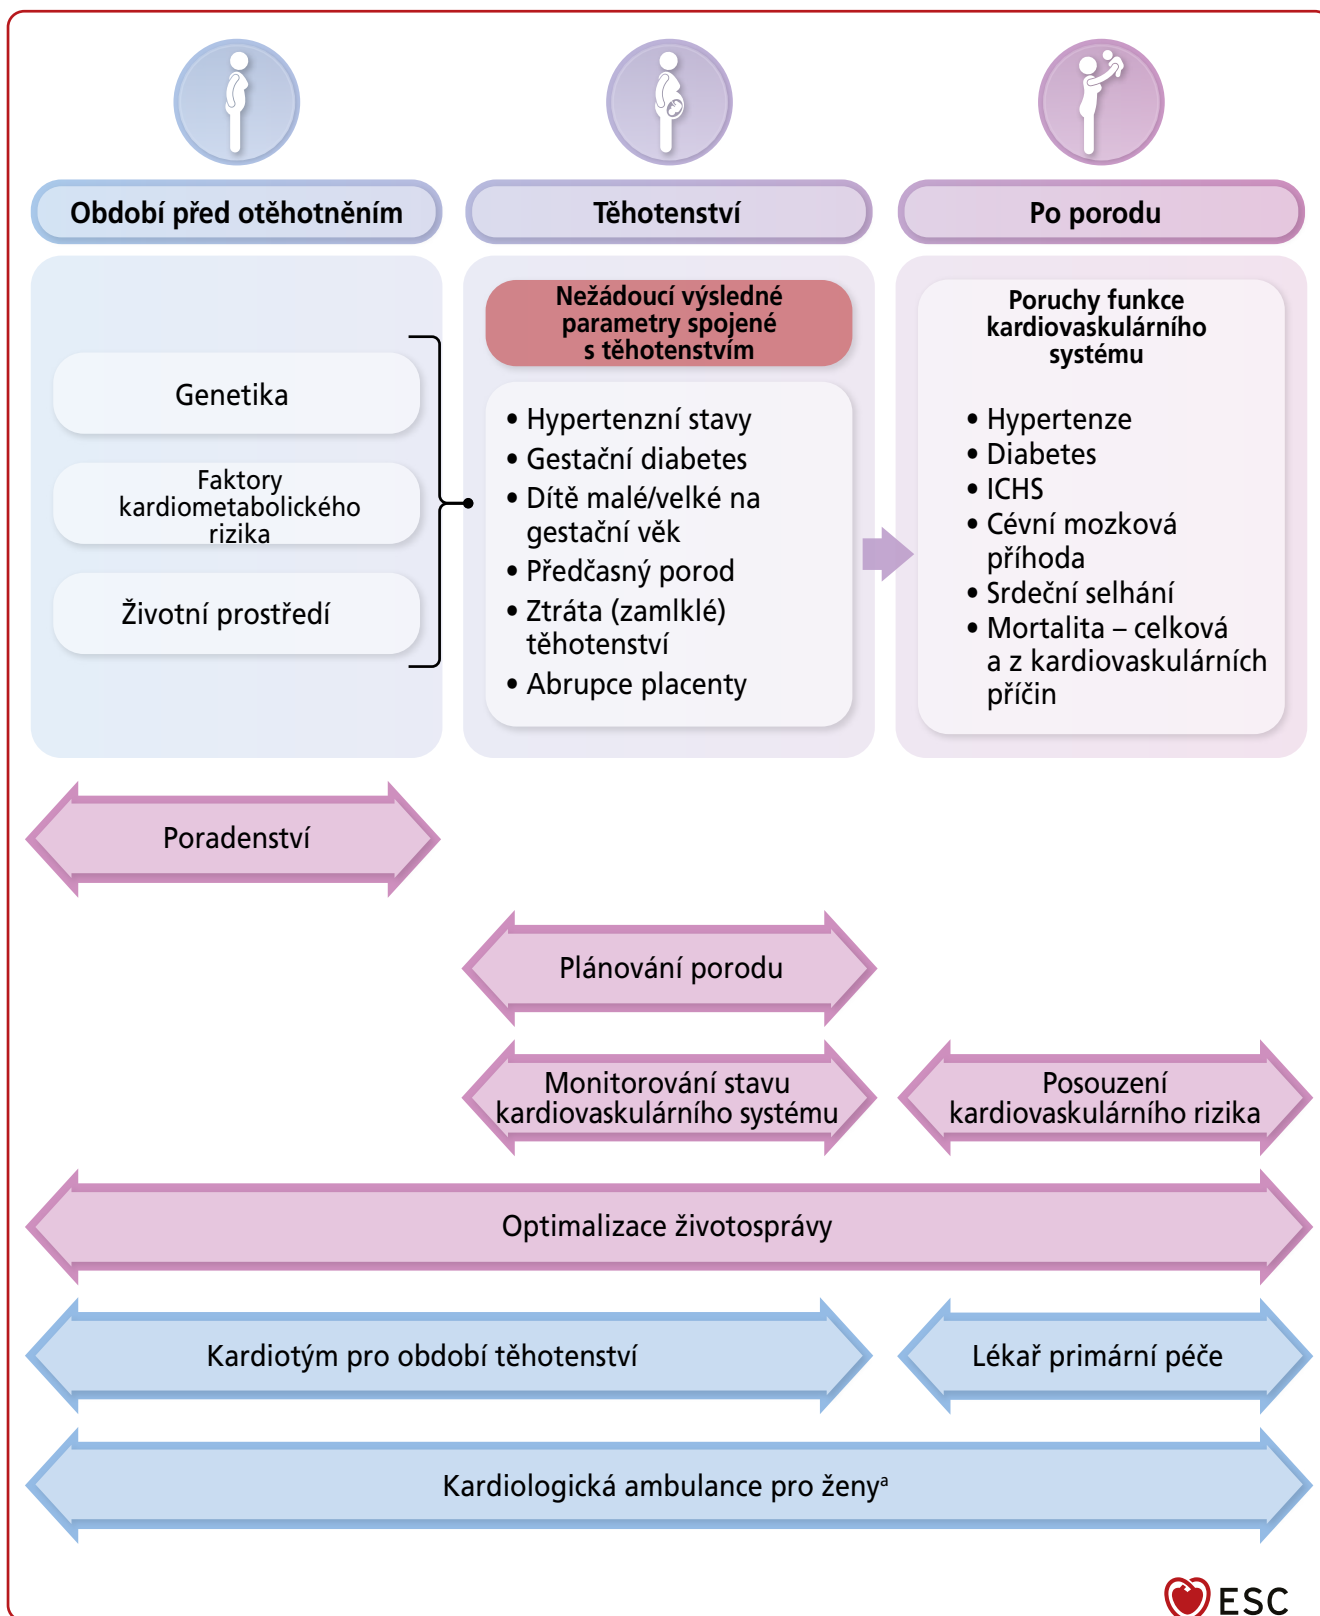 Období před otěhotněním
Těhotenství
Po porodu
Genetika
Faktory
kardiometabolického
rizika
Životní prostředí
Nežádoucí výsledné
parametry spojené
s těhotenstvím
• Hypertenzní stavy
• Gestační diabetes
• Dítě malé/velké na
gestační věk
• Předčasný porod
• Ztráta (zamlklé)
těhotenství
• Abrupce placenty
Poruchy funkce
kardiovaskulárního
systému
• Hypertenze
• Diabetes
• ICHS
• Cévní mozková
příhoda
• Srdeční selhání
• Mortalita – celková
a z kardiovaskulárních
příčin
Poradenství
Plánování porodu
Monitorování stavu
kardiovaskulárního systému
Posouzení
kardiovaskulárního rizika
Optimalizace životosprávy
Kardiotým pro období těhotenství
Lékař primární péče
Kardiologická ambulance pro ženyª
ESC